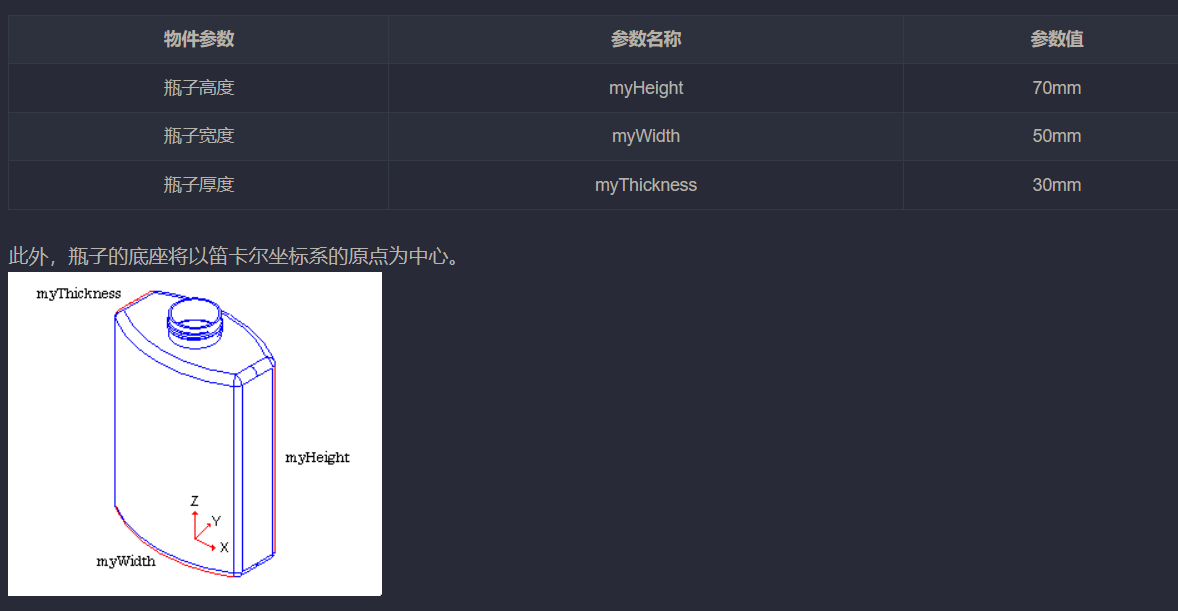 物件参数 参数名称 参数值
瓶子高度 myHeight 70mm
瓶子宽度 myWidth 50mm
瓶子厚度 myThickness 30mm
此外，瓶子的底座将以笛卡尔坐标系的原点为中心。
myThickness
myHeight
Z
Y
X
myWidth